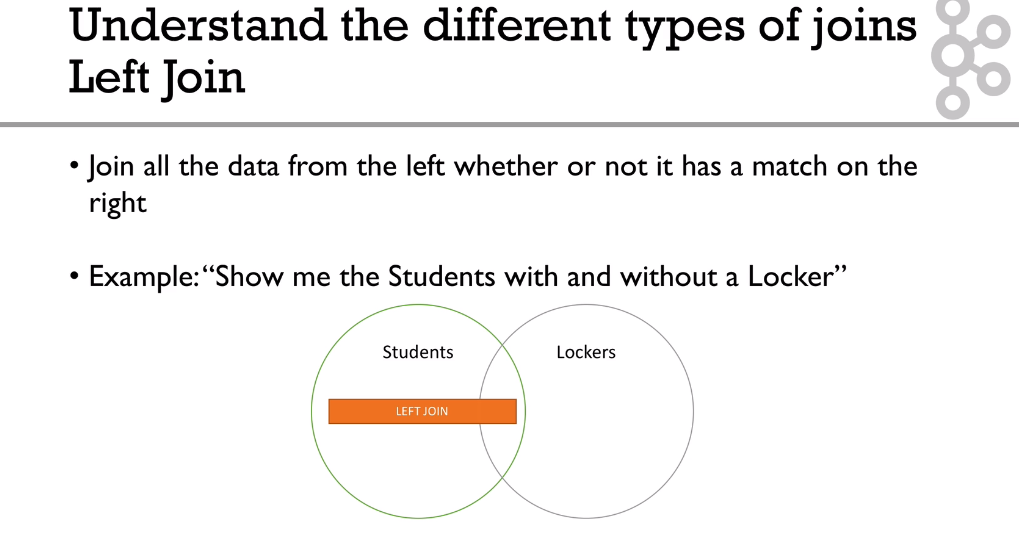 Understand the different types of joins
Left Join
• Join all the data from the left whether or not it has a match on the
right
• Example: “Show me the Students with and without a Locker”
Students
Lockers
LEFT JOIN